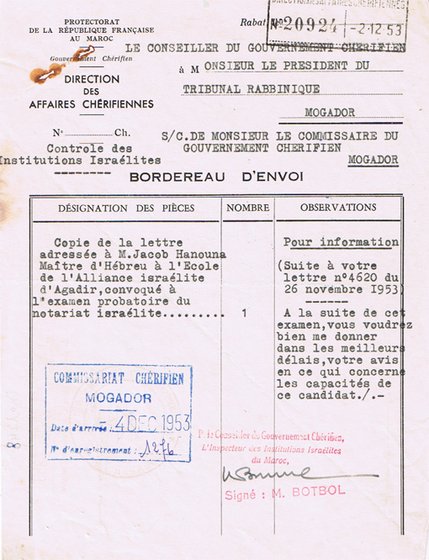 PROTECTORAT
DE LA RÉPUBLIQUE FRANÇAISE
AU MAROC
Gouvernement Chérifien
DIRECTION
DES
AFFAIRES CHÉRIFIENNES
N° Ch.
Controle des
Institutions Israélites
--------
DIRECTION DES AFFAIRES CHERIFIENNES
Rabat
N° 20924 - 2-12 53
LE CONSEILLER DU GOUVERNEMENT CHERIFIEN
à MONSIEUR LE PRESIDENT DU
TRIBUNAL RABBINIQUE
MOGADOR
S/C.DE MONSIEUR LE COMMISSAIRE DU
GOUVERNEMENT CHERIFIEN
MOGADOR
BORDEREAU D'ENVOI
DÉSIGNATION DES PIÈCES NOMBRE OBSERVATIONS
Copie de la lettre
adressée à M.Jacob Hanouna
Maître d'Hébreu à l'Ecole
de l'Alliance israélite
d'Agadir,convoqué à
l'examen probatoire du
notariat israélite......... 1
Pour information
(Suite à votre
lettre n°4620 du
26 novembre 1953)
-------
A la suite de cet
examen,vous voudrez
bien me donner
dans les meilleurs
délais,votre avis
en ce qui concerne
les capacités de
ce candidat./.-
COMMISSARIAT CHÉRIFIEN
MOGADOR
Date d'arrivée : - 4 DEC 1953
N° d'enregistrement : 1276
P. le Conseiller du Gouvernement Chérifien,
L'Inspecteur des Institutions Israélites
du Maroc,
Signé : M. BOTBOL
8